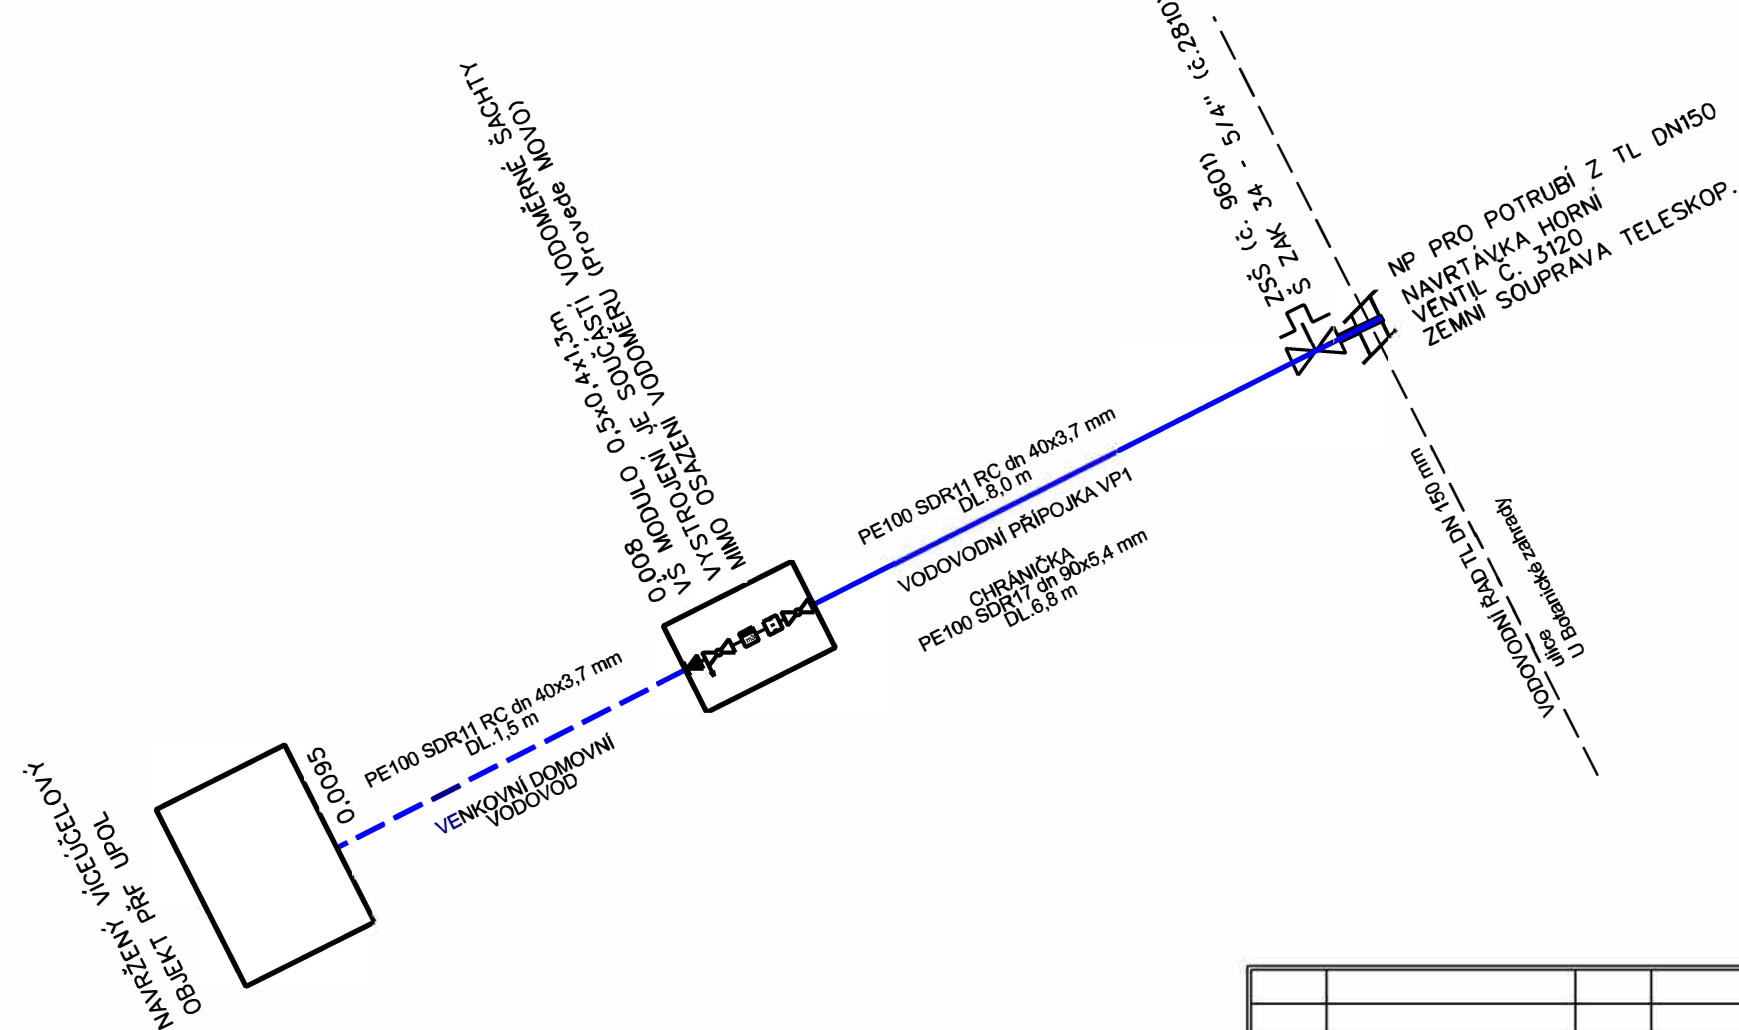 NAVRŽENÝ VÍCEÚČELOVÝ
OBJEKT PŘF UPOL
0,0095
PE100 SDR11 RC dn 40x3,7 mm
DL.1,5 m
VENKOVNÍ DOMOVNÍ
VODOVOD
0,008
VŠ MODULO 0,5x0,4x1,3m
VYSTROJENÍ JE SOUČÁSTÍ VODOMĚRNÉ ŠACHTY
MIMO OSAZENI VODOMĚRU (Provede MOVO)
PE100 SDR11 RC dn 40x3,7 mm
DL.8,0 m
VODOVODNÍ PŘÍPOJKA VP1
CHRÁNIČKA
PE100 SDR17 dn 90x5,4 mm
DL.6,8 m
ZSŠ (č. 9601)
Š ZAK 34 - 5/4" (č.2810
NP PRO POTRUBÍ Z TL DN150
NAVRTÁVKA HORNÍ
VENTIL Č. 3120
ZEMNÍ SOUPRAVA TELESKOP.
VODOVODNÍ ŘAD TLDN 150 mm
ulice
U Botanické zahrady